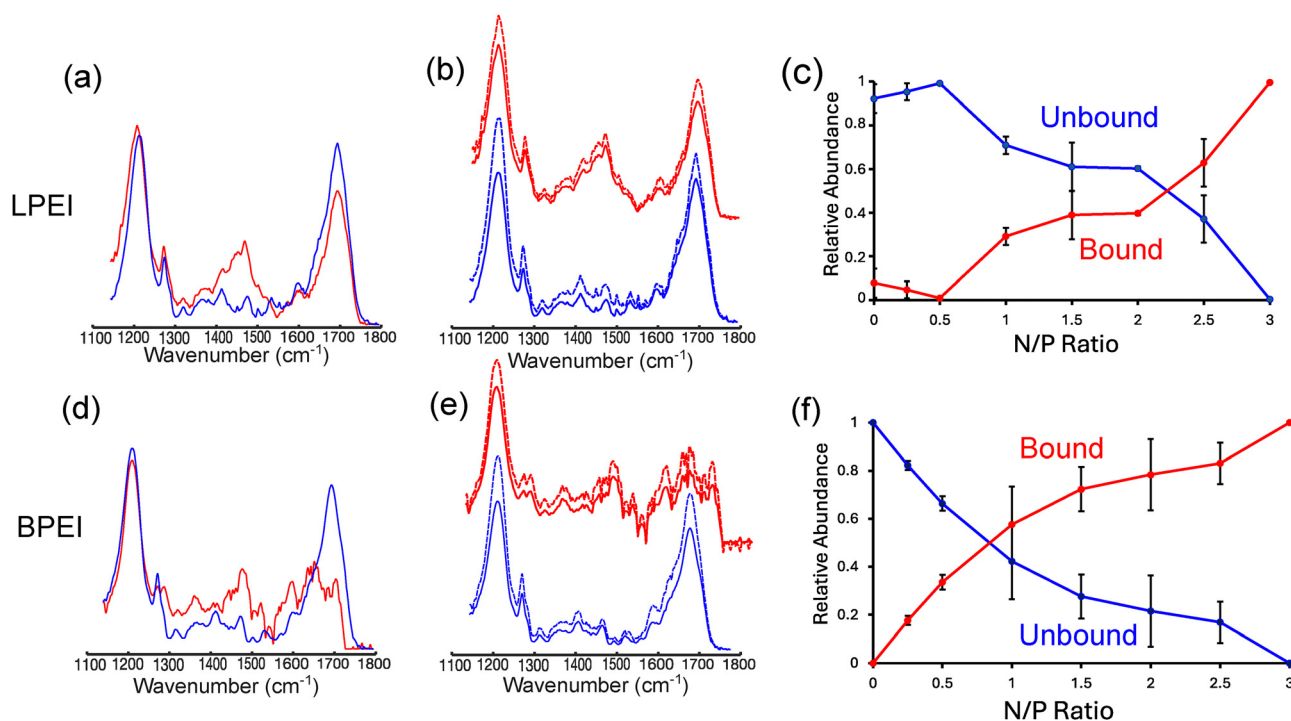 (a)
(b)
(c)
LPEI
1100 1200 1300 1400 1500 1600 1700 1800
Wavenumber (cm⁻¹)
1100 1200 1300 1400 1500 1600 1700 1800
Wavenumber (cm⁻¹)
Relative Abundance
1
0.8
0.6
0.4
0.2
0
Unbound
Bound
0 0.5 1 1.5 2 2.5 3
N/P Ratio
(d)
(e)
(f)
BPEI
1100 1200 1300 1400 1500 1600 1700 1800
Wavenumber (cm⁻¹)
1100 1200 1300 1400 1500 1600 1700 1800
Wavenumber (cm⁻¹)
Relative Abundance
1
0.8
0.6
0.4
0.2
0
Bound
Unbound
0 0.5 1 1.5 2 2.5 3
N/P Ratio